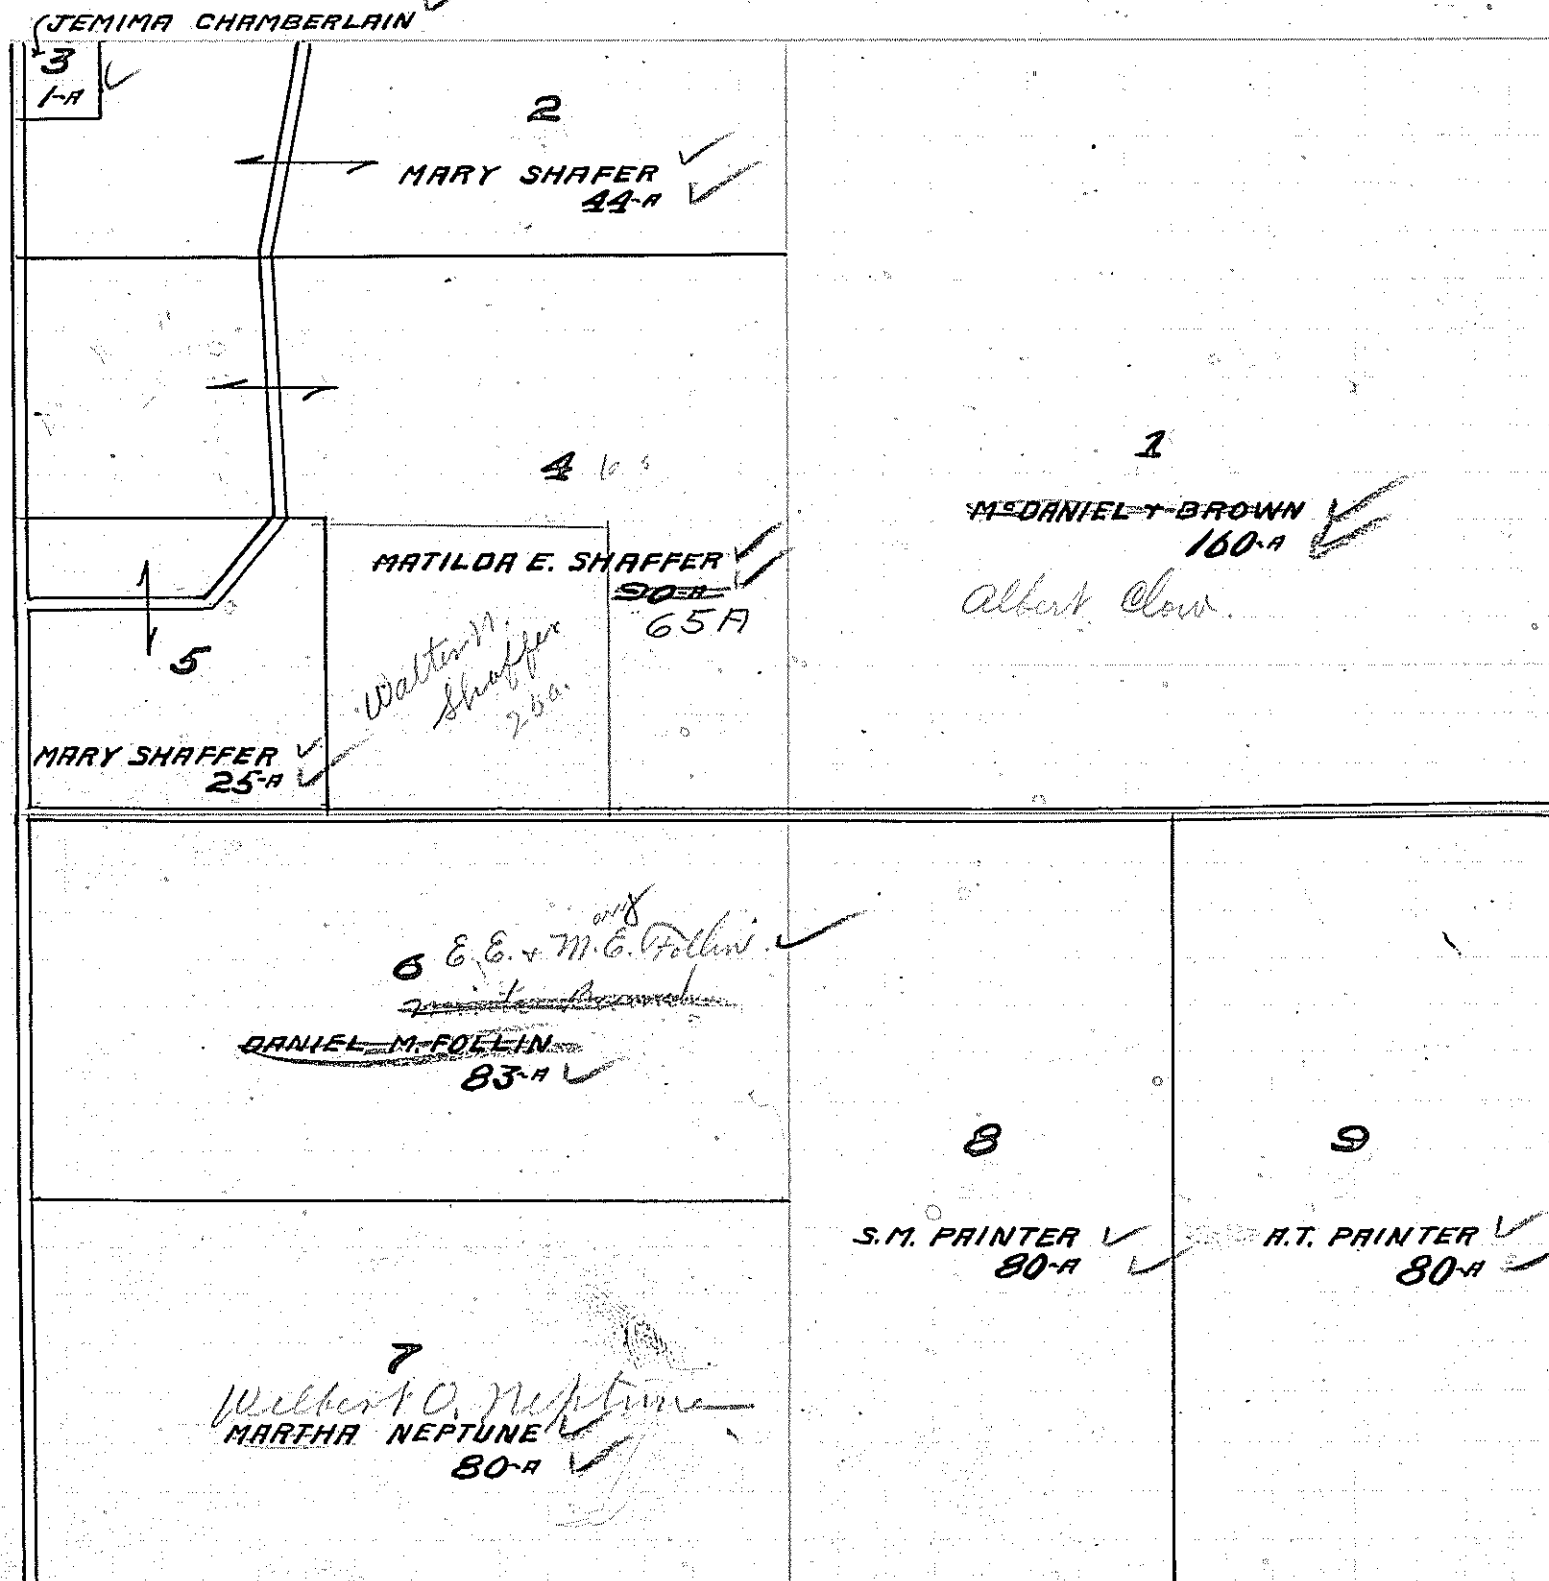 JEMIMA CHAMBERLAIN
3
1-A
2
MARY SHAFER
44-A
4
MATILDA E. SHAFFER
90-A
65A
Walter N.
Shaffer
1
McDANIEL & BROWN
160-A
Albert
5
MARY SHAFFER
25-A
6 E.E. + M.E. Follin
DANIEL M. FOLLIN
83-A
7
Wilbert O. Neptune
MARTHA NEPTUNE
80-A
8
S.M. PAINTER
80-A
9
A.T. PAINTER
80-A